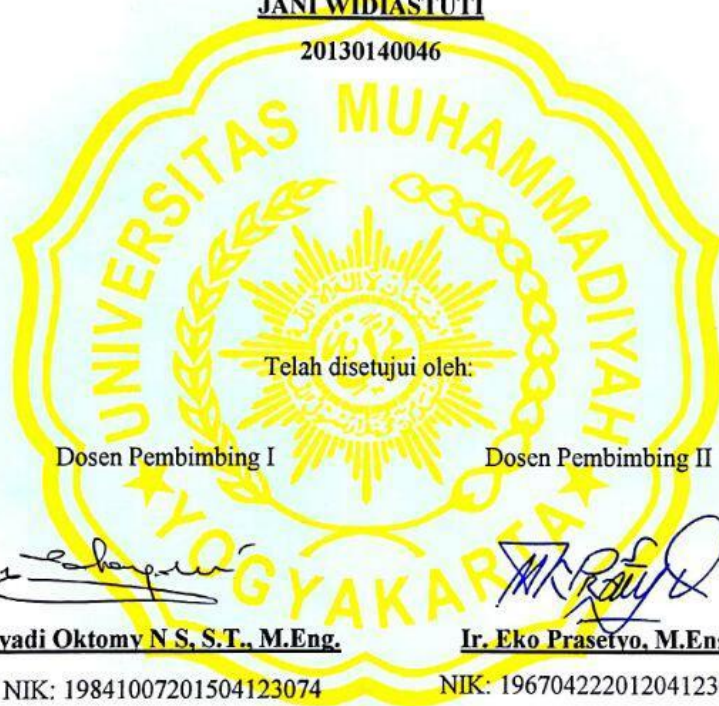 JANI WIDIASTUTI
20130140046
UNIVERSITAS MUHAMMADIYAH
YOGYAKARTA
Telah disetujui oleh:
Dosen Pembimbing I Dosen Pembimbing II
yadi Oktomy N S, S.T., M.Eng. Ir. Eko Prasetyo, M.Eng
NIK: 19841007201504123074 NIK: 19670422201204123